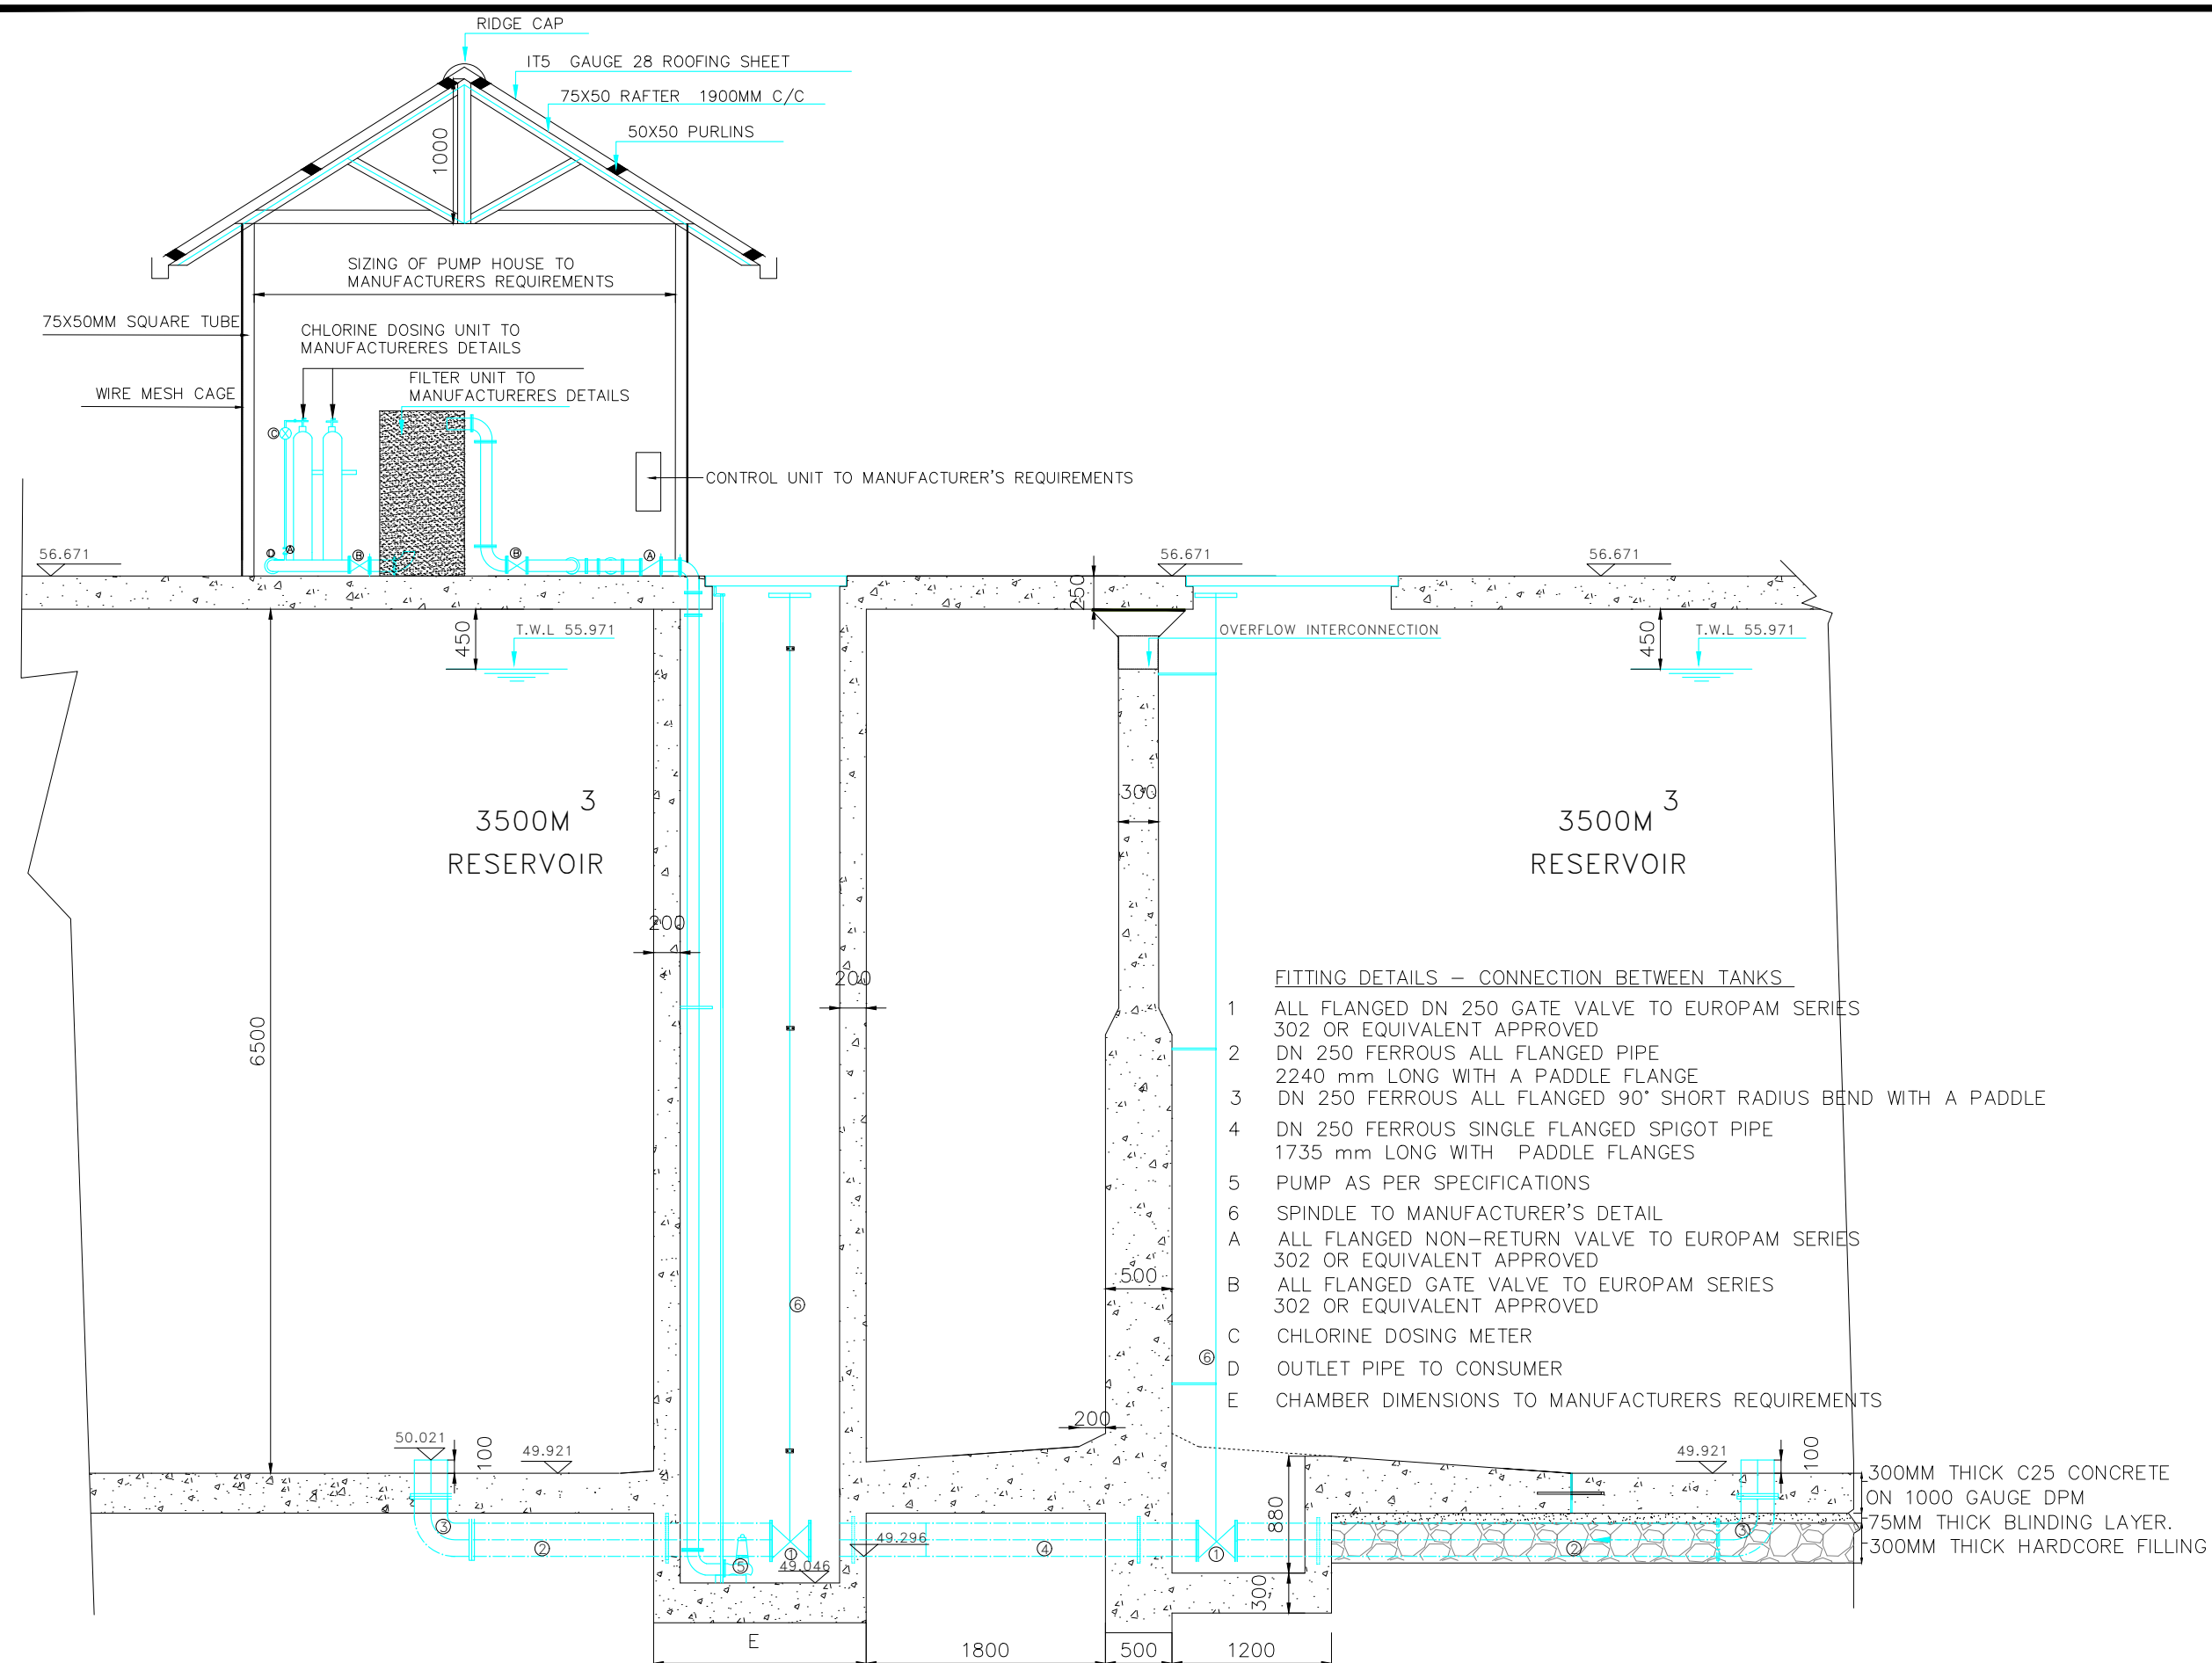 RIDGE CAP
IT5 GAUGE 28 ROOFING SHEET
75X50 RAFTER 1900MM C/C
50X50 PURLINS
1000
SIZING OF PUMP HOUSE TO
MANUFACTURERS REQUIREMENTS
75X50MM SQUARE TUBE
CHLORINE DOSING UNIT TO
MANUFACTURERES DETAILS
FILTER UNIT TO
MANUFACTURERES DETAILS
WIRE MESH CAGE
C
CONTROL UNIT TO MANUFACTURER'S REQUIREMENTS
D
A
B
B
A
56.671
56.671
56.671
250
450
T.W.L 55.971
OVERFLOW INTERCONNECTION
450
T.W.L 55.971
3500M 3
RESERVOIR
300
3500M 3
RESERVOIR
200
200
6500
FITTING DETAILS – CONNECTION BETWEEN TANKS
1 ALL FLANGED DN 250 GATE VALVE TO EUROPAM SERIES
302 OR EQUIVALENT APPROVED
2 DN 250 FERROUS ALL FLANGED PIPE
2240 mm LONG WITH A PADDLE FLANGE
3 DN 250 FERROUS ALL FLANGED 90° SHORT RADIUS BEND WITH A PADDLE
4 DN 250 FERROUS SINGLE FLANGED SPIGOT PIPE
1735 mm LONG WITH PADDLE FLANGES
5 PUMP AS PER SPECIFICATIONS
6 SPINDLE TO MANUFACTURER'S DETAIL
A ALL FLANGED NON–RETURN VALVE TO EUROPAM SERIES
302 OR EQUIVALENT APPROVED
B ALL FLANGED GATE VALVE TO EUROPAM SERIES
302 OR EQUIVALENT APPROVED
C CHLORINE DOSING METER
D OUTLET PIPE TO CONSUMER
E CHAMBER DIMENSIONS TO MANUFACTURERS REQUIREMENTS
500
6
6
200
50.021
100
49.921
49.921
100
300MM THICK C25 CONCRETE
ON 1000 GAUGE DPM
75MM THICK BLINDING LAYER.
300MM THICK HARDCORE FILLING
880
3
2
5
1
49.046
49.296
4
1
2
3
300
E
1800
500
1200